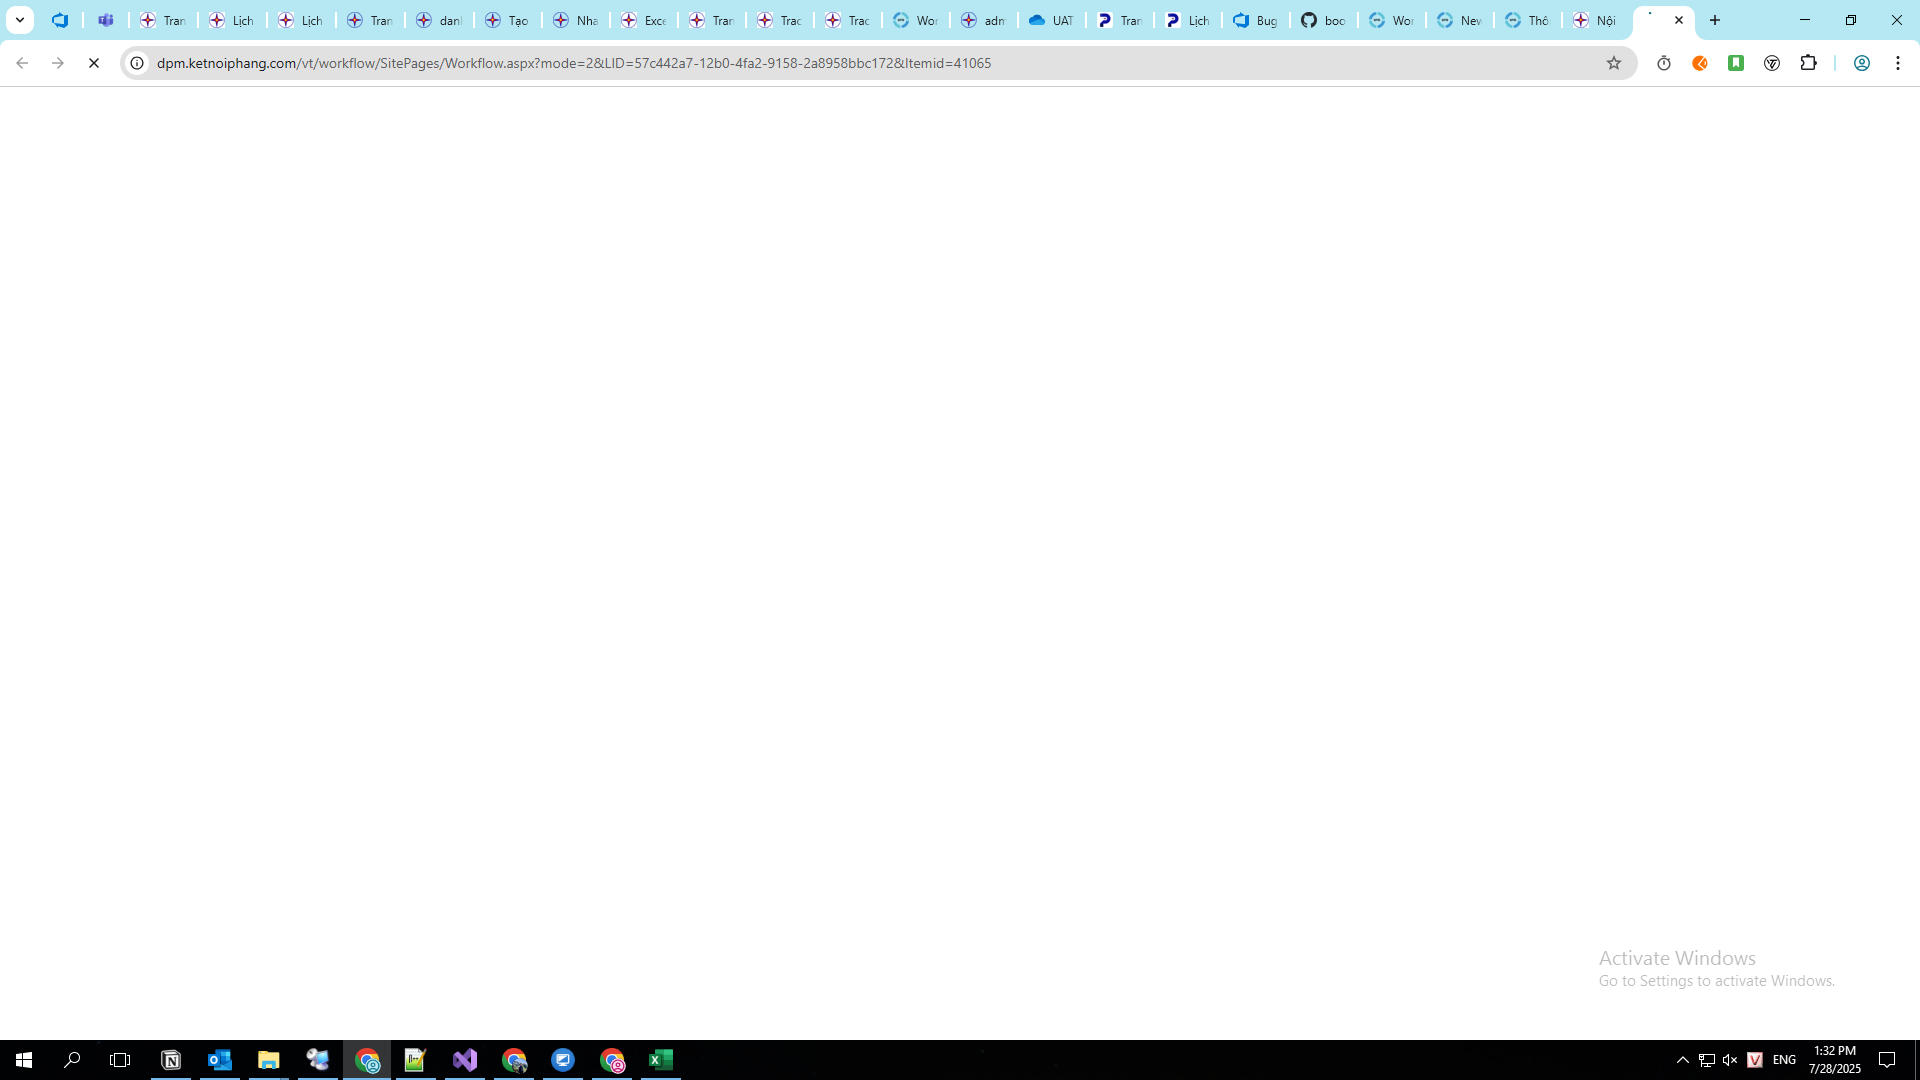 Tran
Lịch
Lịch
Tran
danl
Tạo
Nha
Exce
Tran
Trac
Trac
Wor
adm
UAT
Tran
Lịch
Bug
boo
Wor
New
Thô
Nội
dpm.ketnoiphang.com/vt/workflow/SitePages/Workflow.aspx?mode=2&LID=57c442a7-12b0-4fa2-9158-2a8958bbc172&Itemid=41065
Activate Windows
Go to Settings to activate Windows.
ENG
1:32 PM
7/28/2025